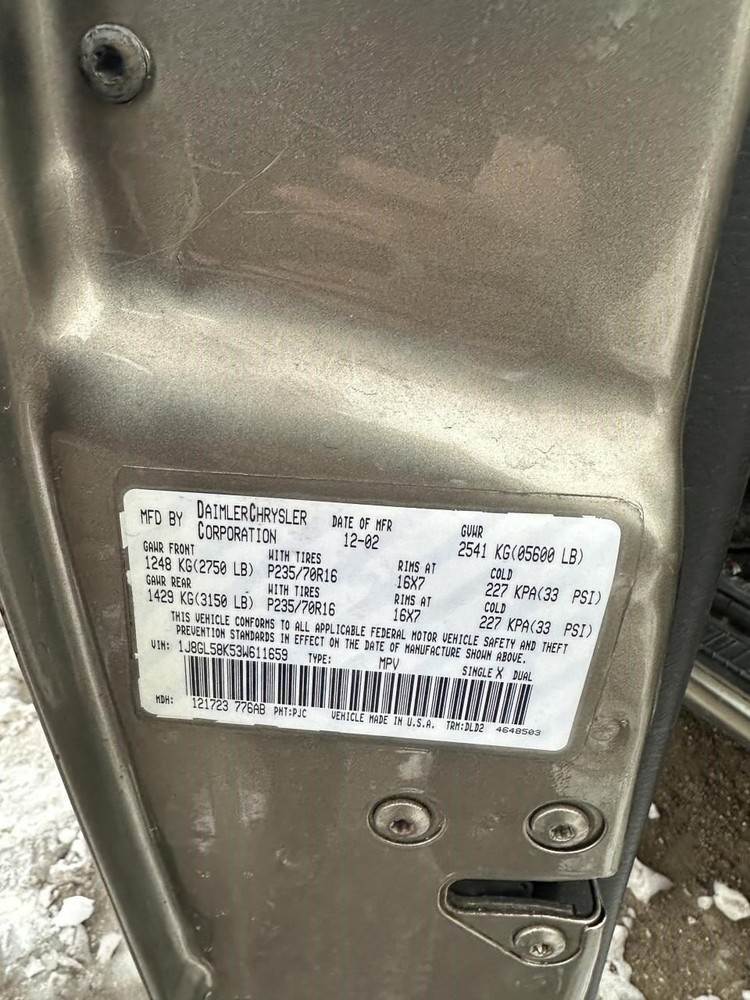 MFD BY DAIMLERCHRYSLER CORPORATION
DATE OF MFR 12-02
GVWR 2541 KG(05600 LB)
GAWR FRONT WITH TIRES RIMS AT COLD
1248 KG(2750 LB) P235/70R16 16X7 227 KPA(33 PSI)
GAWR REAR WITH TIRES RIMS AT COLD
1429 KG(3150 LB) P235/70R16 16X7 227 KPA(33 PSI)
THIS VEHICLE CONFORMS TO ALL APPLICABLE FEDERAL MOTOR VEHICLE SAFETY AND THEFT
PREVENTION STANDARDS IN EFFECT ON THE DATE OF MANUFACTURE SHOWN ABOVE.
VIN: 1J8GL58K53W611659 TYPE: MPV SINGLE X DUAL
MDH: 121723 776AB PNT:PJC VEHICLE MADE IN U.S.A. TRM:DLD2 4648503